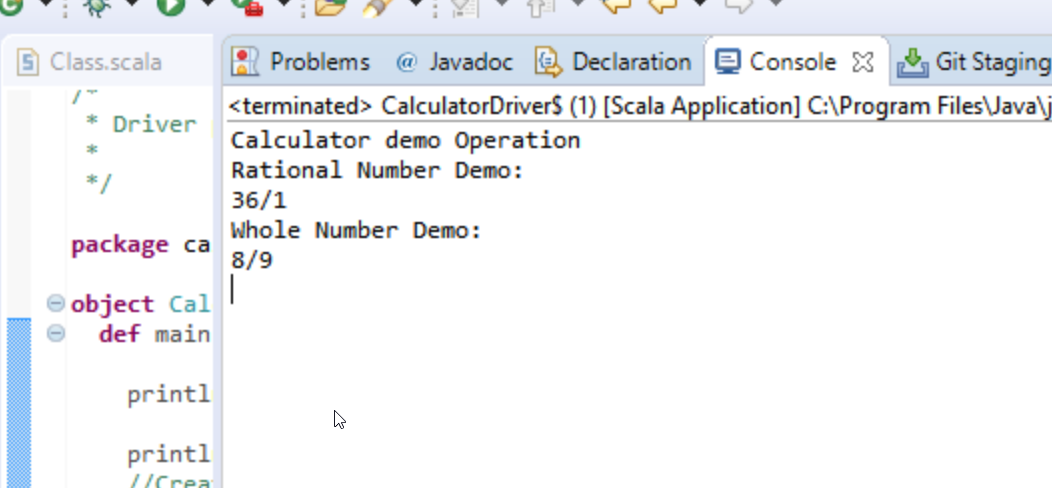 Class.scala
Problems
@ Javadoc
Declaration
Console
Git Staging
<terminated> CalculatorDriver$ (1) [Scala Application] C:\Program Files\Java\j
Calculator demo Operation
Rational Number Demo:
36/1
Whole Number Demo:
8/9
/*
* Driver
*
*/
package ca
object Cal
def main
printl
printl
//Crea